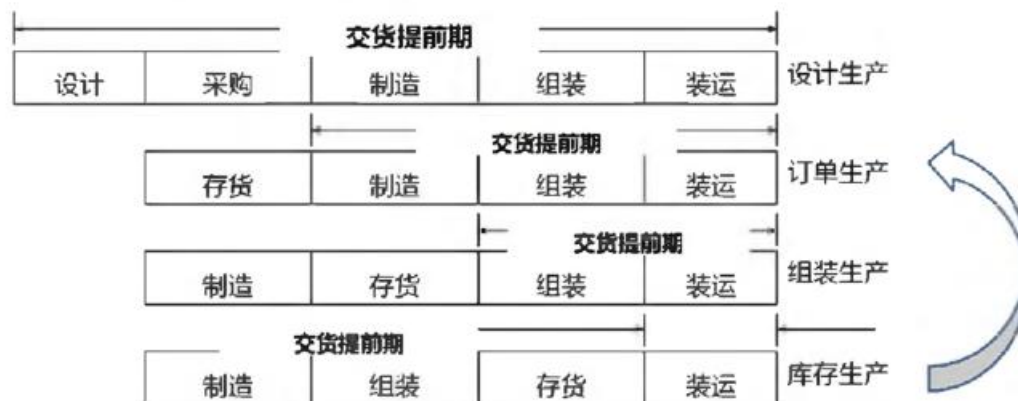 交货提前期
设计 采购 制造 组装 装运 设计生产
交货提前期
存货 制造 组装 装运 订单生产
交货提前期
制造 存货 组装 装运 组装生产
交货提前期
制造 组装 存货 装运 库存生产